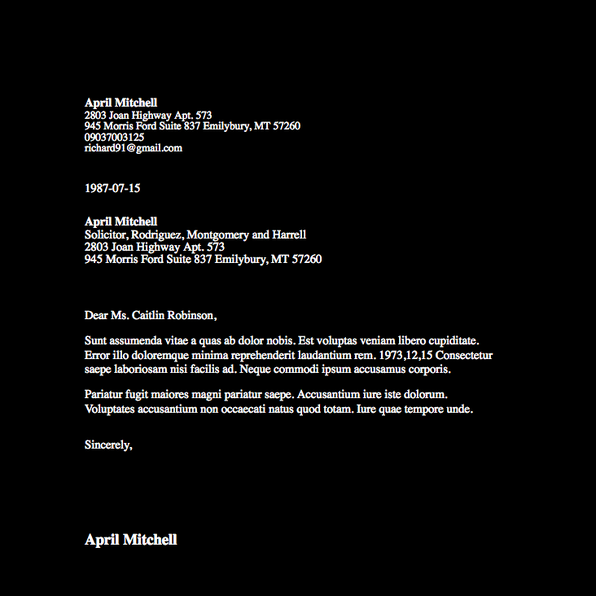 April Mitchell
2803 Joan Highway Apt. 573
945 Morris Ford Suite 837 Emilybury, MT 57260
09037003125
richard91@gmail.com
1987-07-15
April Mitchell
Solicitor, Rodriguez, Montgomery and Harrell
2803 Joan Highway Apt. 573
945 Morris Ford Suite 837 Emilybury, MT 57260
Dear Ms. Caitlin Robinson,
Sunt assumenda vitae a quas ab dolor nobis. Est voluptas veniam libero cupiditate.
Error illo doloremque minima reprehenderit laudantium rem. 1973,12,15 Consectetur
saepe laboriosam nisi facilis ad. Neque commodi ipsum accusamus corporis.
Pariatur fugit maiores magni pariatur saepe. Accusantium iure iste dolorum.
Voluptates accusantium non occaecati natus quod totam. Iure quae tempore unde.
Sincerely,
April Mitchell